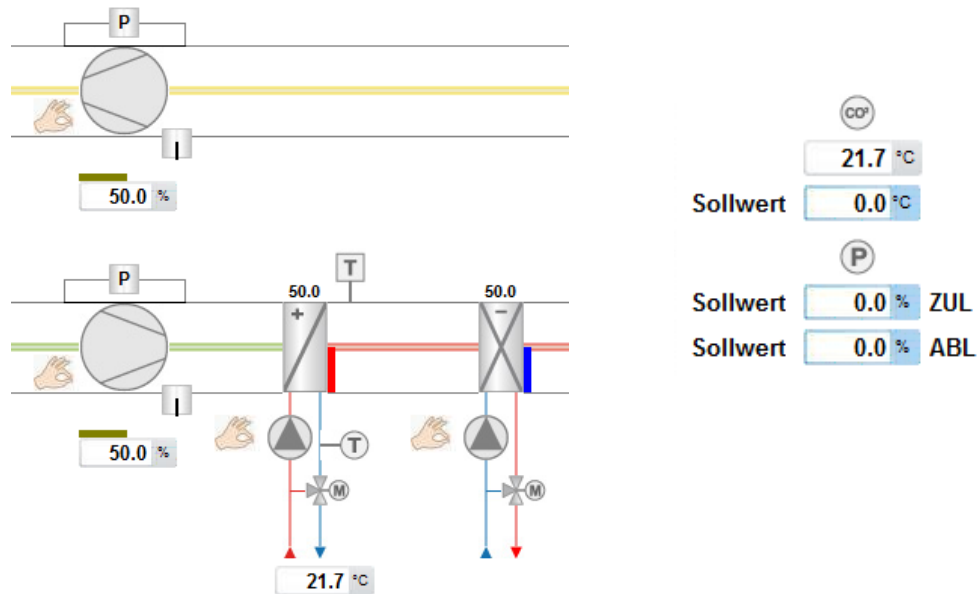 P
I
50.0 %
P
T
50.0 50.0
+ −
I
50.0 %
T
M M
21.7 °C
CO²
21.7 °C
Sollwert 0.0 °C
P
Sollwert 0.0 % ZUL
Sollwert 0.0 % ABL